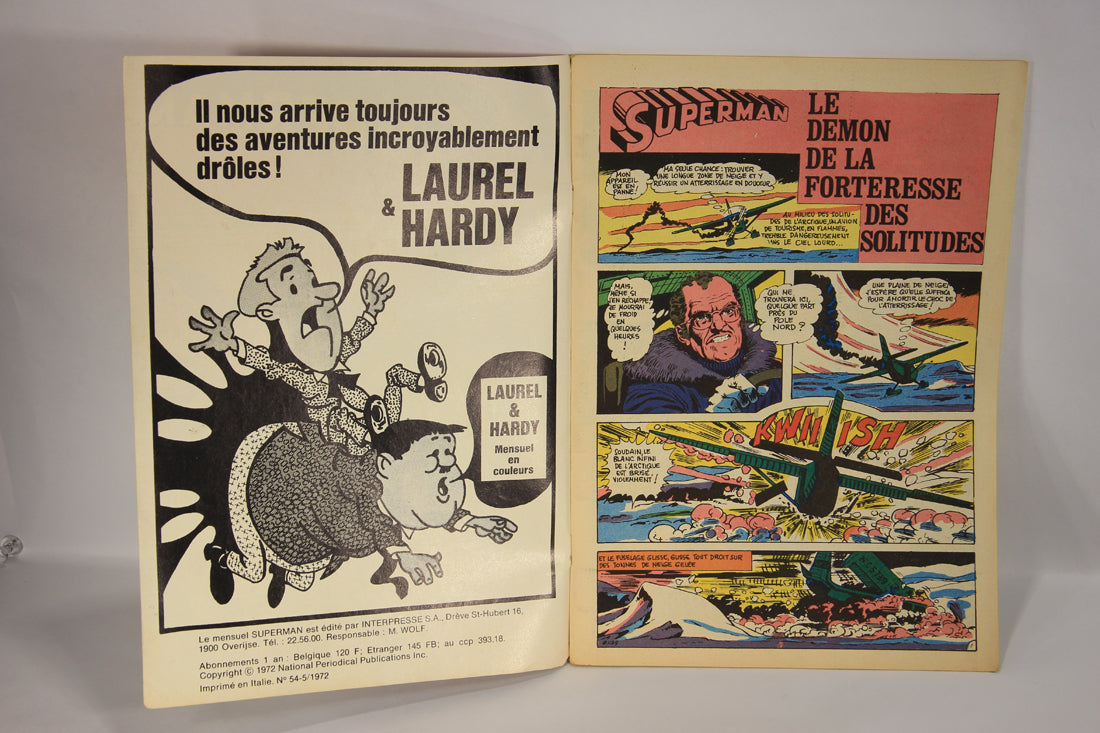 Il nous arrive toujours
des aventures incroyablement
drôles !
LAUREL
& HARDY
LAUREL
&
HARDY
Mensuel
en
couleurs
Le mensuel SUPERMAN est édité par INTERPRESSE S.A., Drève St-Hubert 16,
1900 Overijse. Tél. : 22.56.00. Responsable : M. WOLF.
Abonnements 1 an : Belgique 120 F; Etranger 145 FB; au ccp 393.18.
Copyright © 1972 National Periodical Publications Inc.
Imprimé en Italie. N° 54-5/1972
SUPERMAN
LE
DEMON
DE LA
FORTERESSE
DES
SOLITUDES
MON
APPAREIL
EST EN
PANNE!
MA SEULE CHANCE : TROUVER
UNE LONGUE ZONE DE NEIGE ET Y
RÉUSSIR UN ATTERRISSAGE EN DOUCEUR.
AU MILIEU DES SOLITU-
DES DE L'ARCTIQUE, UN AVION
DE TOURISME, EN FLAMMES,
TREMBLE DANGEREUSEMENT
DANS LE CIEL LOURD...
MAIS,
MÊME SI
J'EN RÉCHAPPE,
JE MOURRAI
DE FROID
EN
QUELQUES
HEURES
!
QUI ME
TROUVERA ICI,
QUELQUE PART
PRÈS DU
POLE
NORD ?
UNE PLAINE DE NEIGE!
J'ESPÈRE QU'ELLE SUFFIRA
POUR AMORTIR LE CHOC DE
L'ATTERRISSAGE !
KWIIIISH
SOUDAIN, LE
BLANC INFINI
DE L'ARCTIQUE
EST BRISÉ,
VIOLEMMENT !
ET LE FUSELAGE GLISSE, GLISSE TOUT DROIT SUR
DES TONNES DE NEIGE GELÉE
1